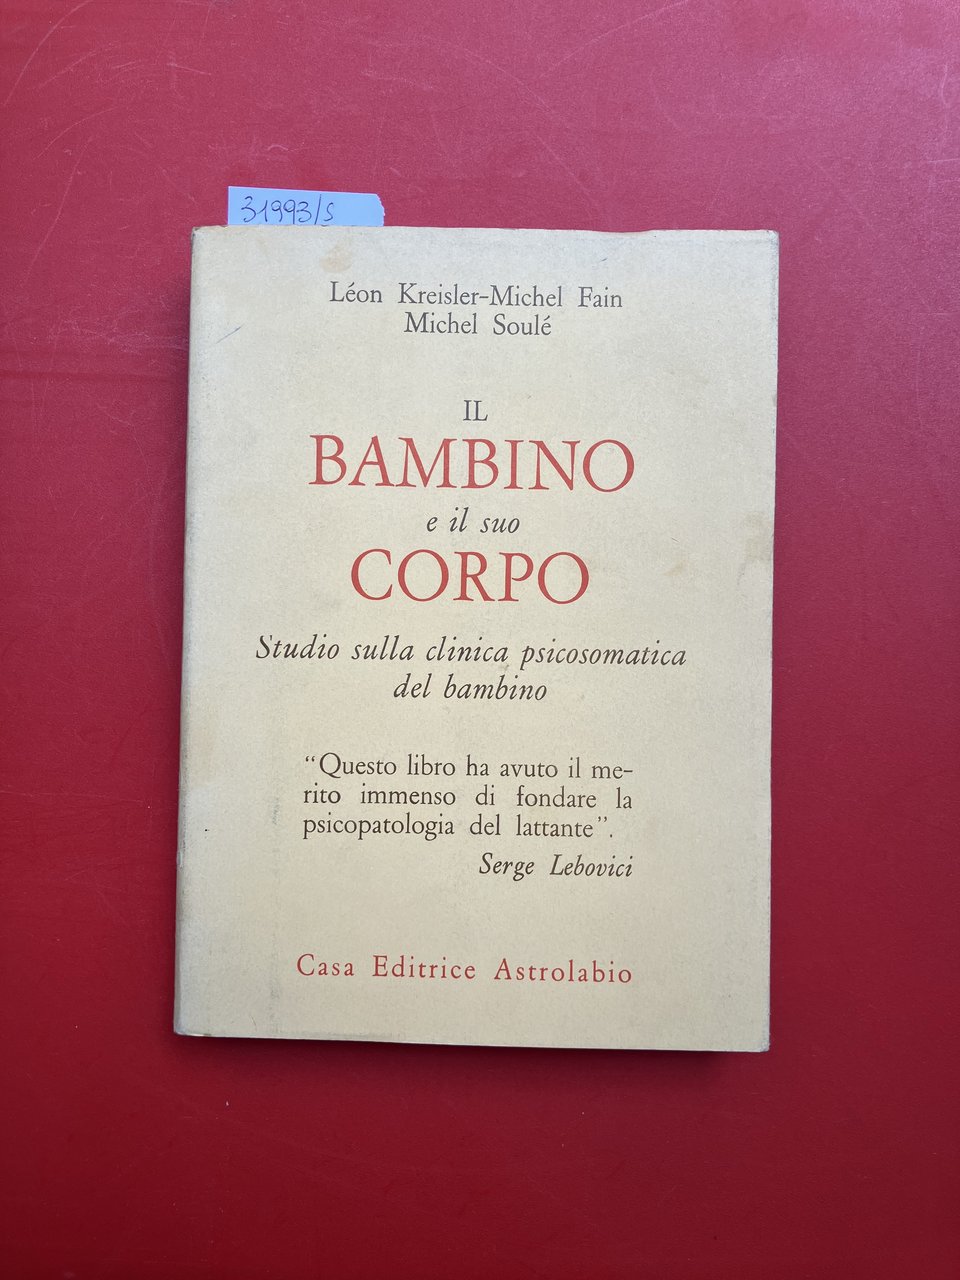 31993/s
Léon Kreisler-Michel Fain
Michel Soulé
IL
BAMBINO
e il suo
CORPO
Studio sulla clinica psicosomatica
del bambino
“Questo libro ha avuto il me-
rito immenso di fondare la
psicopatologia del lattante”.
Serge Lebovici
Casa Editrice Astrolabio